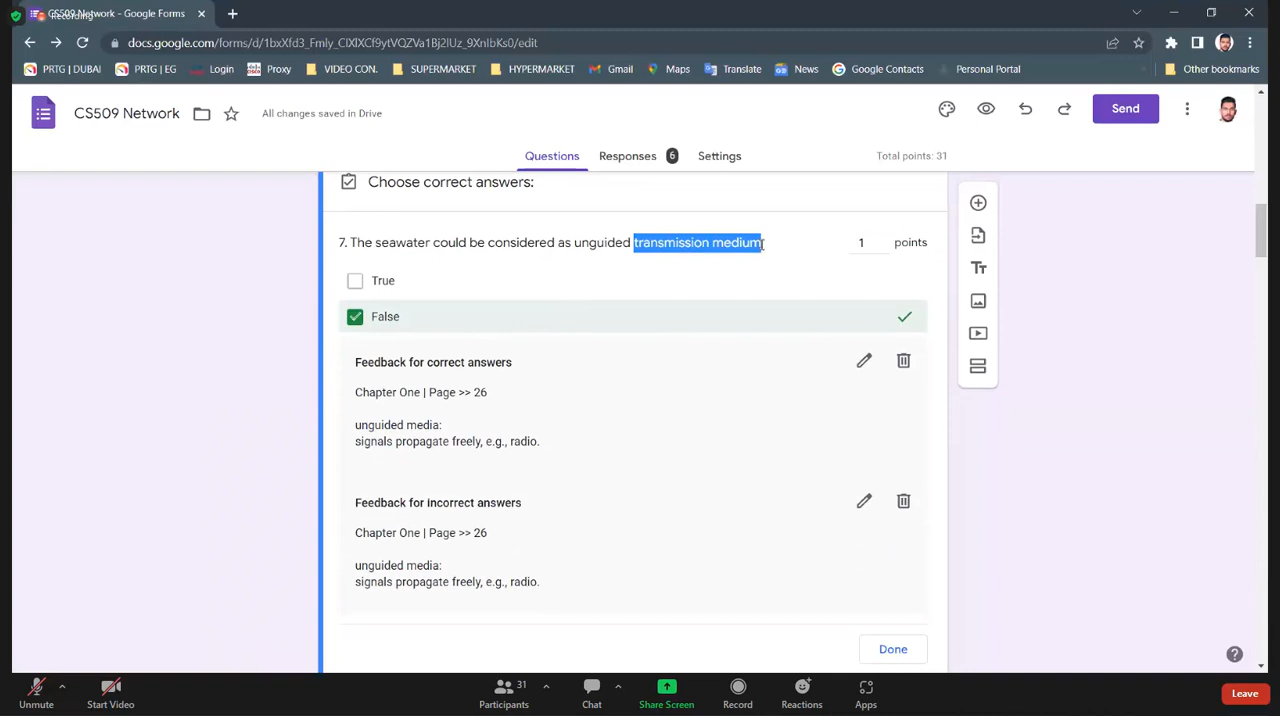 CS509 Network - Google Forms
Recording
docs.google.com/forms/d/1bxXfd3_Fmly_CIXlXCf9ytVQZVa1Bj2lUz_9XnIbKs0/edit
PRTG | DUBAI PRTG | EG Login Proxy VIDEO CON. SUPERMARKET HYPERMARKET Gmail Maps Translate News Google Contacts Personal Portal Other bookmarks
CS509 Network All changes saved in Drive Send
Questions Responses 6 Settings Total points: 31
Choose correct answers:
7. The seawater could be considered as unguided transmission medium 1 points
True
False
Feedback for correct answers
Chapter One | Page >> 26
unguided media:
signals propagate freely, e.g., radio.
Feedback for incorrect answers
Chapter One | Page >> 26
unguided media:
signals propagate freely, e.g., radio.
Done
31
Unmute Start Video Participants Chat Share Screen Record Reactions Apps Leave